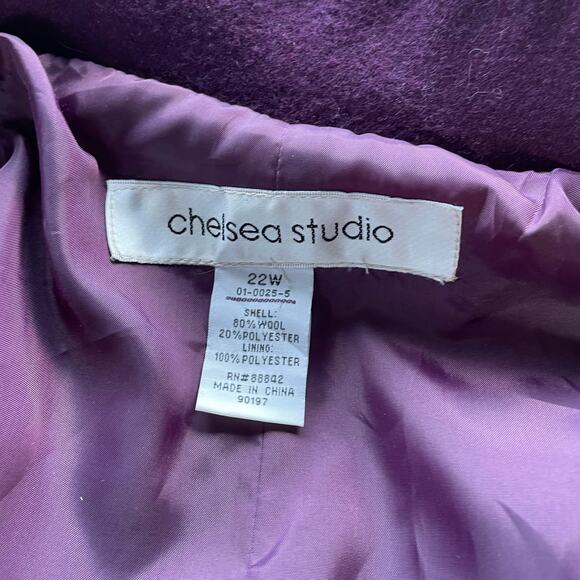 chelsea studio
22W
01-0025-5
SHELL:
80% WOOL
20% POLYESTER
LINING:
100% POLYESTER
RN#88842
MADE IN CHINA
90197